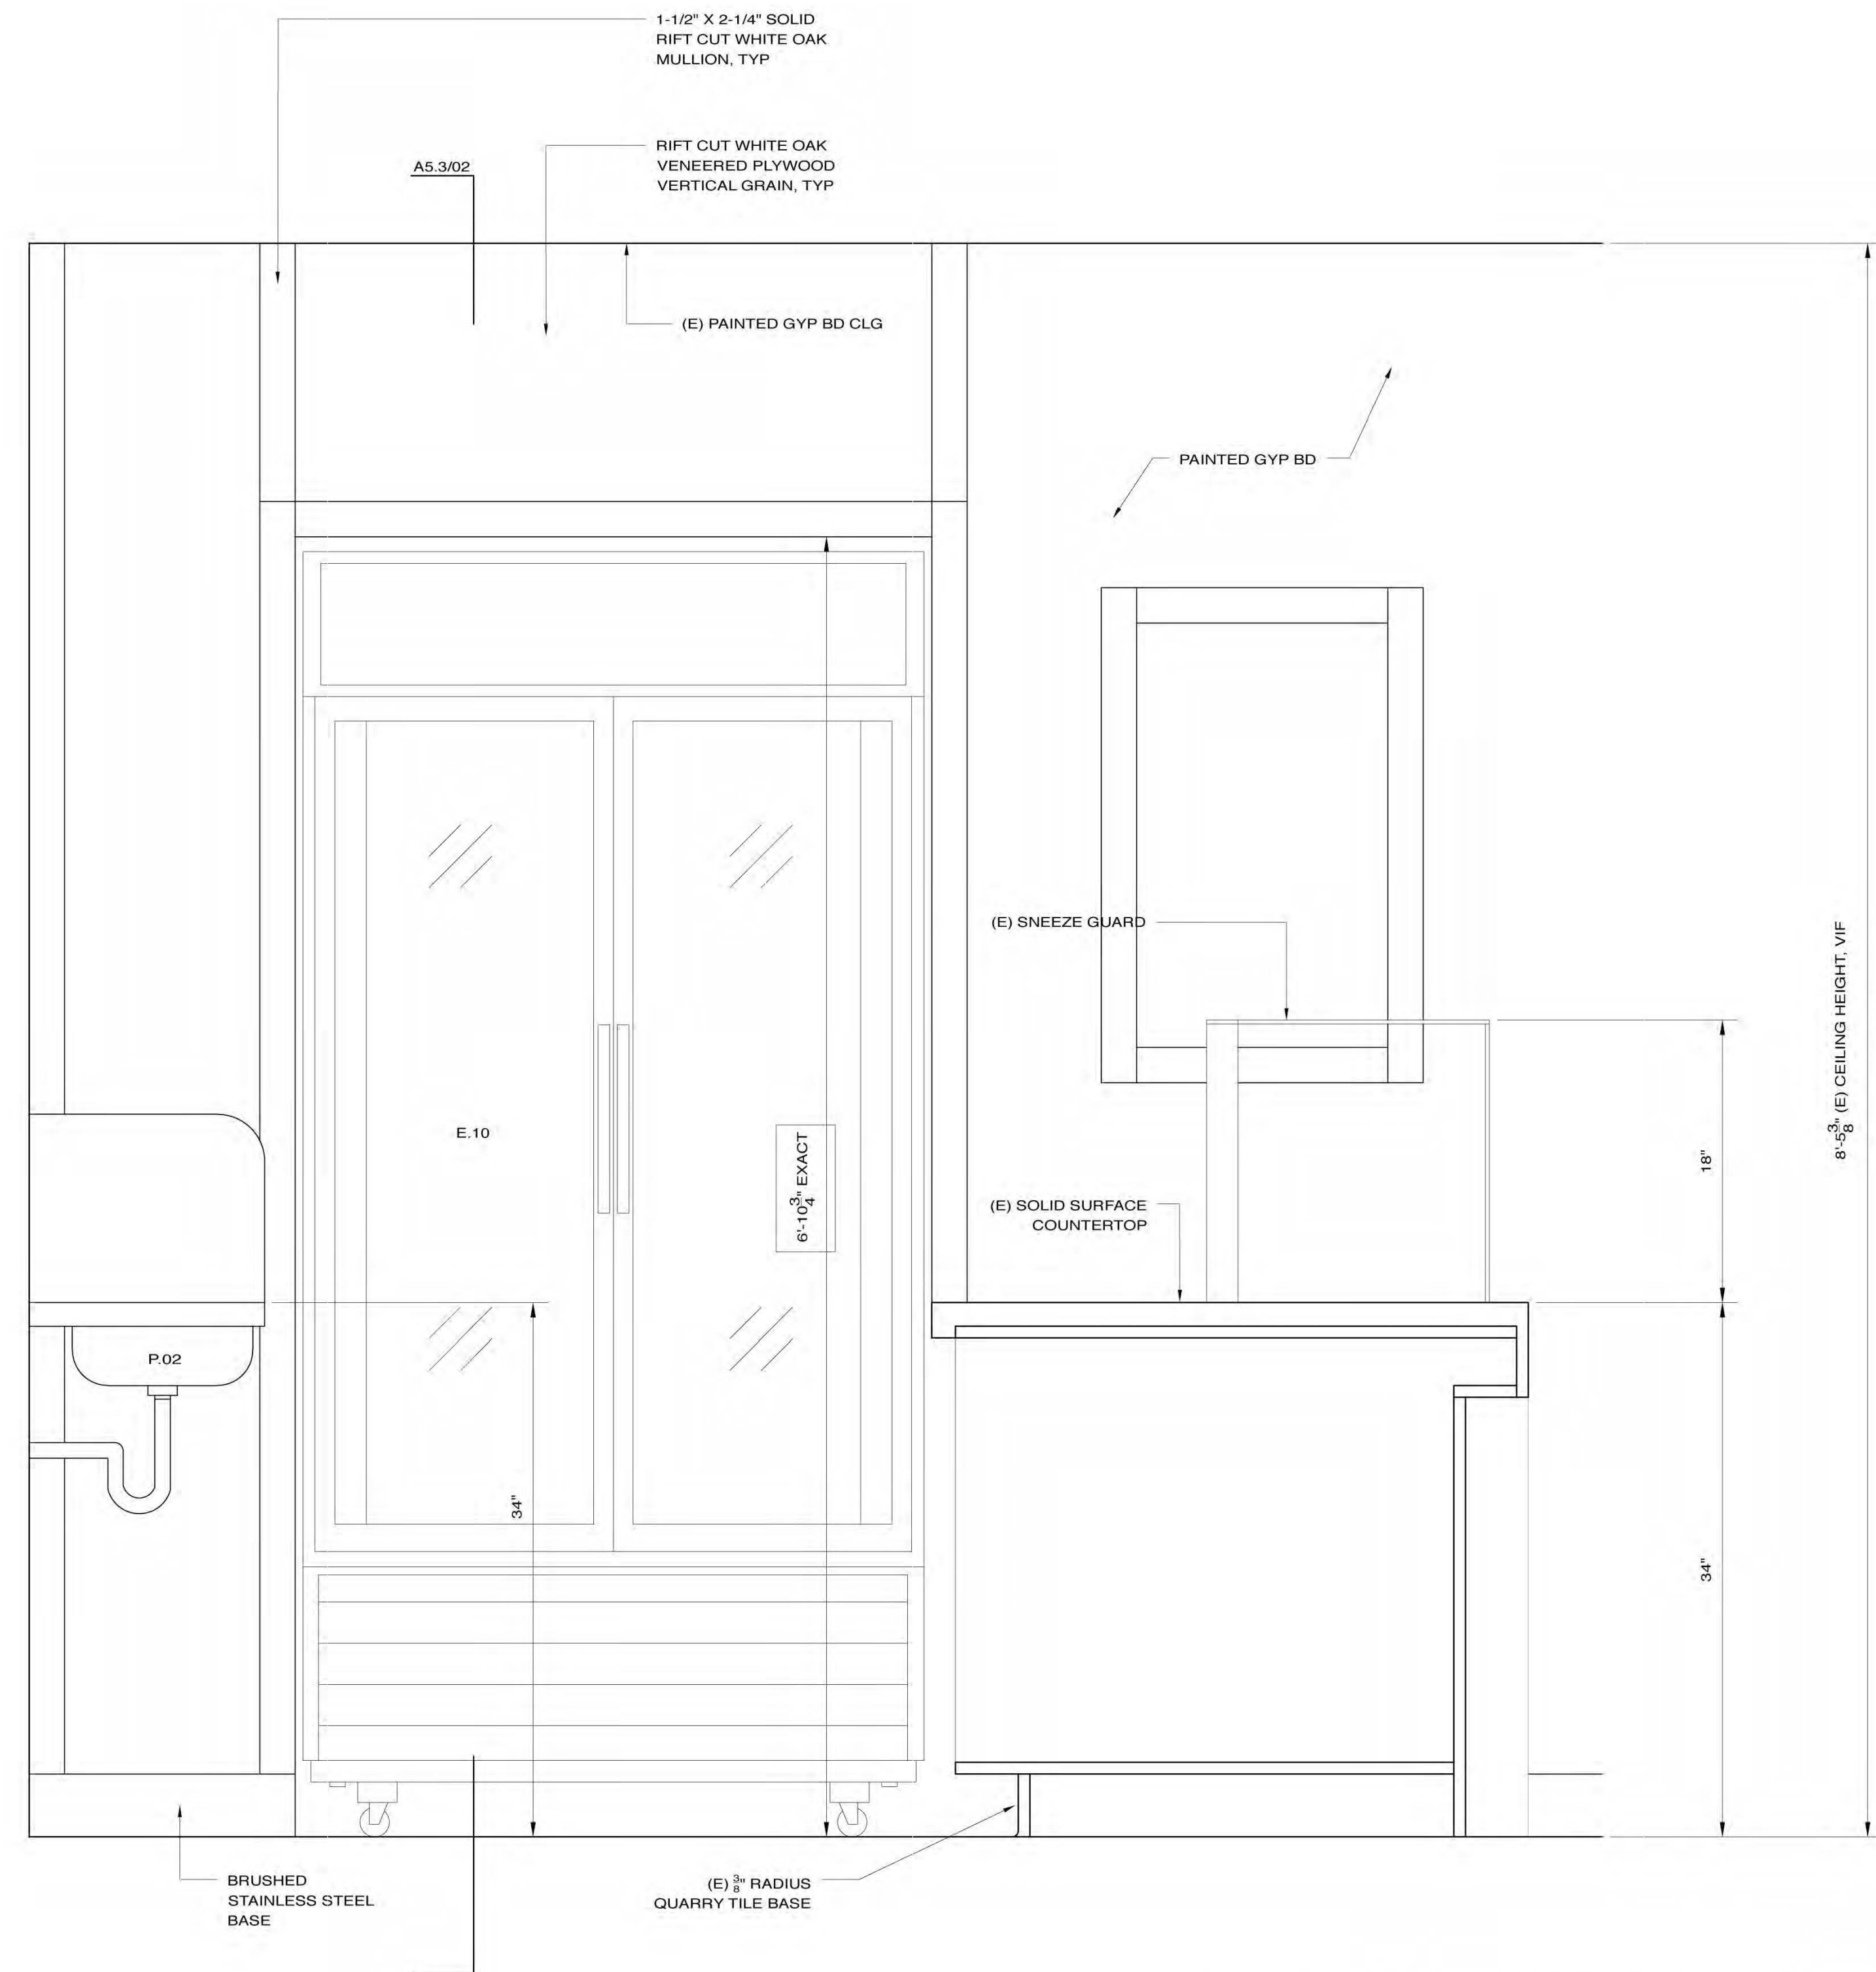 1-1/2" X 2-1/4" SOLID
RIFT CUT WHITE OAK
MULLION, TYP
RIFT CUT WHITE OAK
VENEERED PLYWOOD
VERTICAL GRAIN, TYP
A5.3/02
(E) PAINTED GYP BD CLG
PAINTED GYP BD
(E) SNEEZE GUARD
8'-5 3/8" (E) CEILING HEIGHT, VIF
E.10
6'-10 3/4" EXACT
18"
(E) SOLID SURFACE
COUNTERTOP
P.02
34"
34"
BRUSHED
STAINLESS STEEL
BASE
(E) 3/8" RADIUS
QUARRY TILE BASE